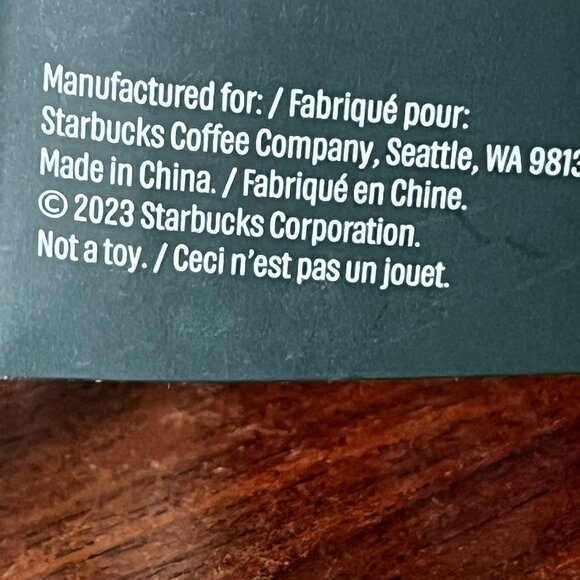 Manufactured for: / Fabriqué pour:
Starbucks Coffee Company, Seattle, WA
Made in China. / Fabriqué en Chine.
© 2023 Starbucks Corporation.
Not a toy. / Ceci n'est pas un jouet.